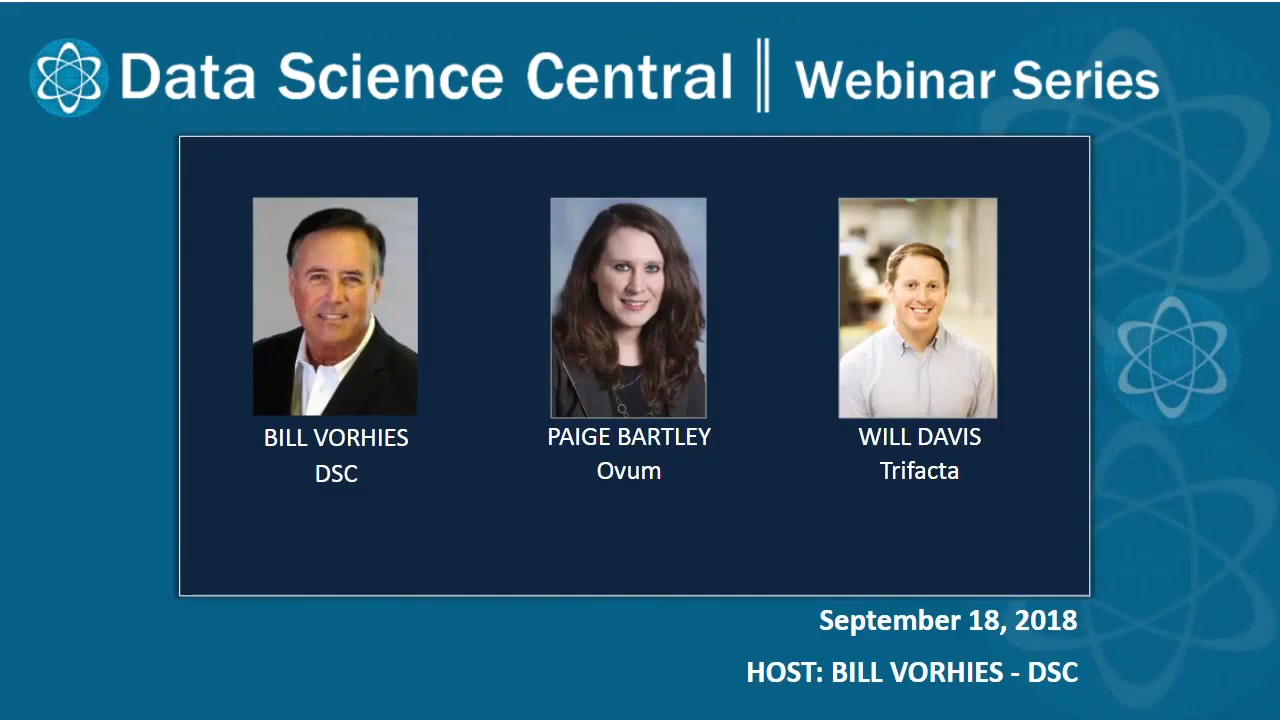 Data Science Central || Webinar Series
BILL VORHIES
DSC
PAIGE BARTLEY
Ovum
WILL DAVIS
Trifacta
September 18, 2018
HOST: BILL VORHIES - DSC